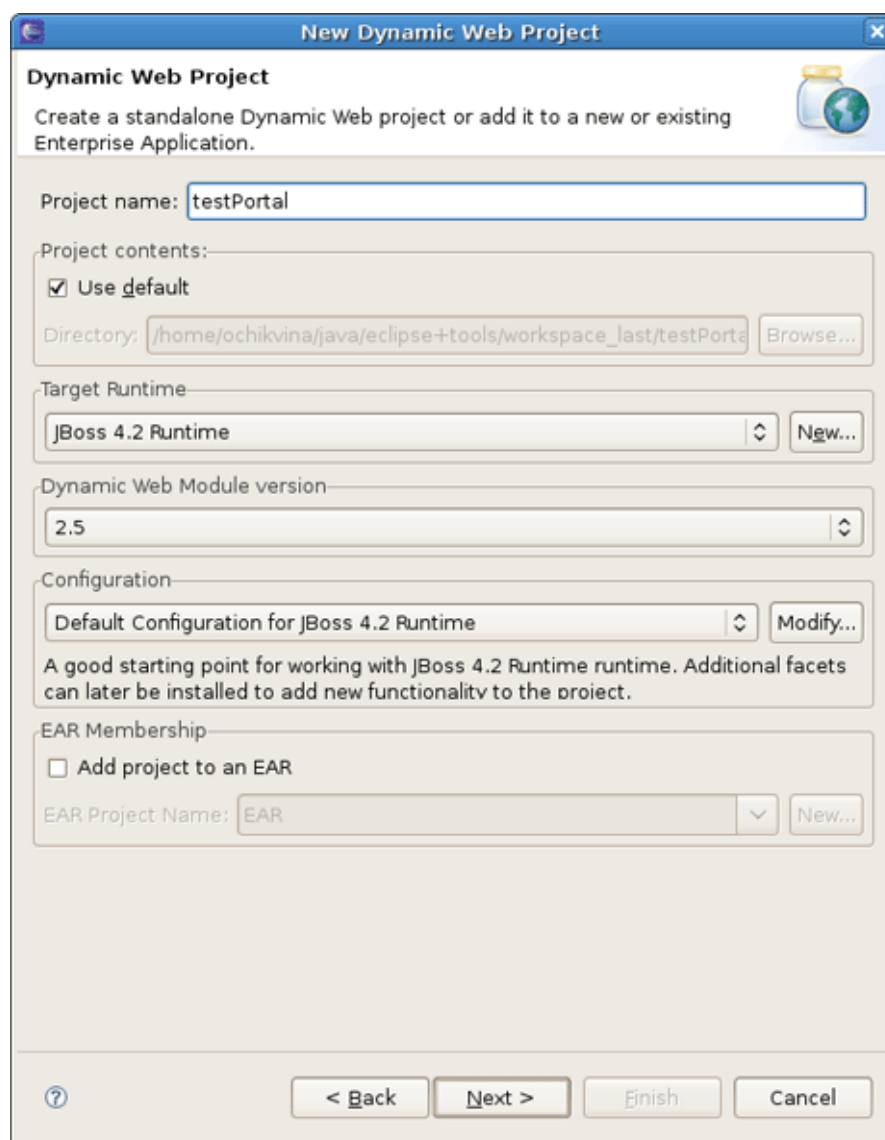 New Dynamic Web Project
Dynamic Web Project
Create a standalone Dynamic Web project or add it to a new or existing
Enterprise Application.
Project name: testPortal
Project contents:
Use default
Directory: /home/ochikvina/java/eclipse+tools/workspace_last/testPorta Browse...
Target Runtime
JBoss 4.2 Runtime New...
Dynamic Web Module version
2.5
Configuration
Default Configuration for JBoss 4.2 Runtime Modify...
A good starting point for working with JBoss 4.2 Runtime runtime. Additional facets
can later be installed to add new functionality to the project.
EAR Membership
Add project to an EAR
EAR Project Name: EAR New...
< Back Next > Finish Cancel